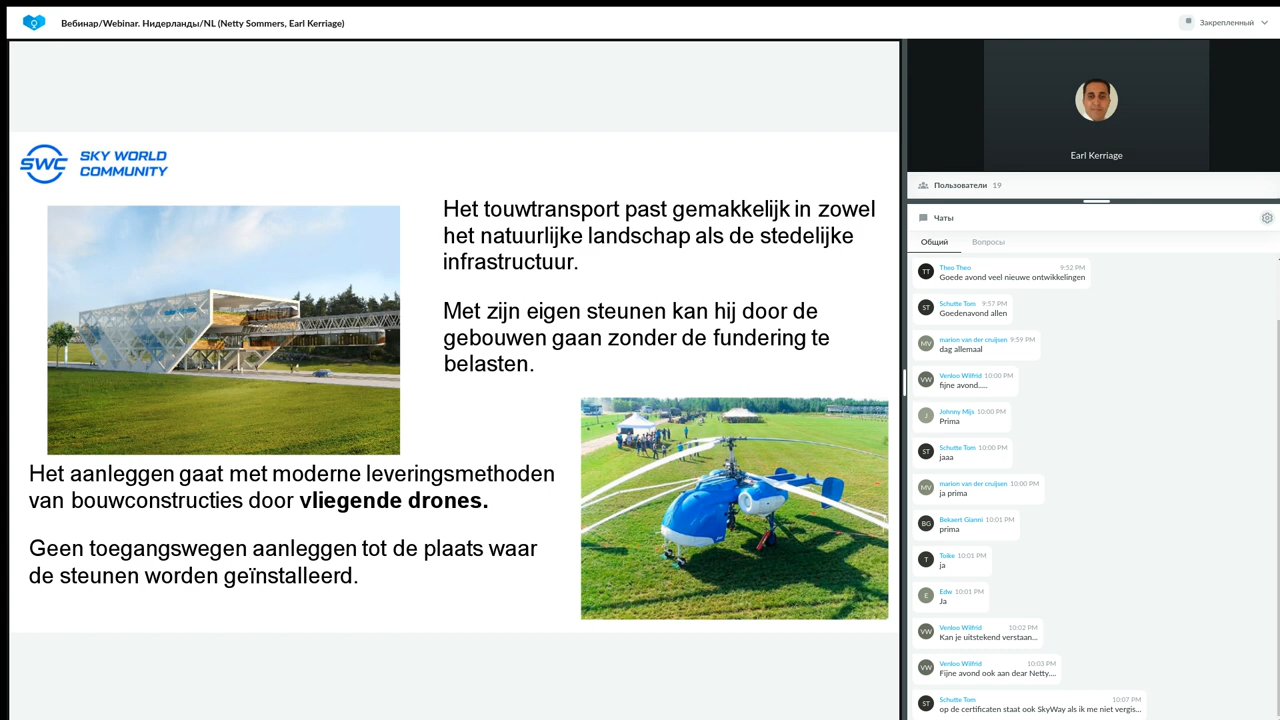 Вебинар/Webinar. Нидерланды/NL (Netty Sommers, Earl Kerriage)
Закрепленный
SWC
SKY WORLD
COMMUNITY
Het touwtransport past gemakkelijk in zowel
het natuurlijke landschap als de stedelijke
infrastructuur.
Met zijn eigen steunen kan hij door de
gebouwen gaan zonder de fundering te
belasten.
Het aanleggen gaat met moderne leveringsmethoden
van bouwconstructies door vliegende drones.
Geen toegangswegen aanleggen tot de plaats waar
de steunen worden geïnstalleerd.
Earl Kerriage
Пользователи 19
Чаты
Общий Вопросы
TT Theo Theo 9:52 PM
Goede avond veel nieuwe ontwikkelingen
ST Schutte Tom 9:57 PM
Goedenavond allen
MV marion van der cruijsen 9:59 PM
dag allemaal
VW Venloo Wilfrid 10:00 PM
fijne avond.....
J Johnny Mijs 10:00 PM
Prima
ST Schutte Tom 10:00 PM
jaaa
MV marion van der cruijsen 10:00 PM
ja prima
BG Bekaert Gianni 10:01 PM
prima
T Toike 10:01 PM
ja
E Edw 10:01 PM
Ja
VW Venloo Wilfrid 10:02 PM
Kan je uitstekend verstaan...
VW Venloo Wilfrid 10:03 PM
Fijne avond ook aan dear Netty....
ST Schutte Tom 10:07 PM
op de certificaten staat ook SkyWay als ik me niet vergis...